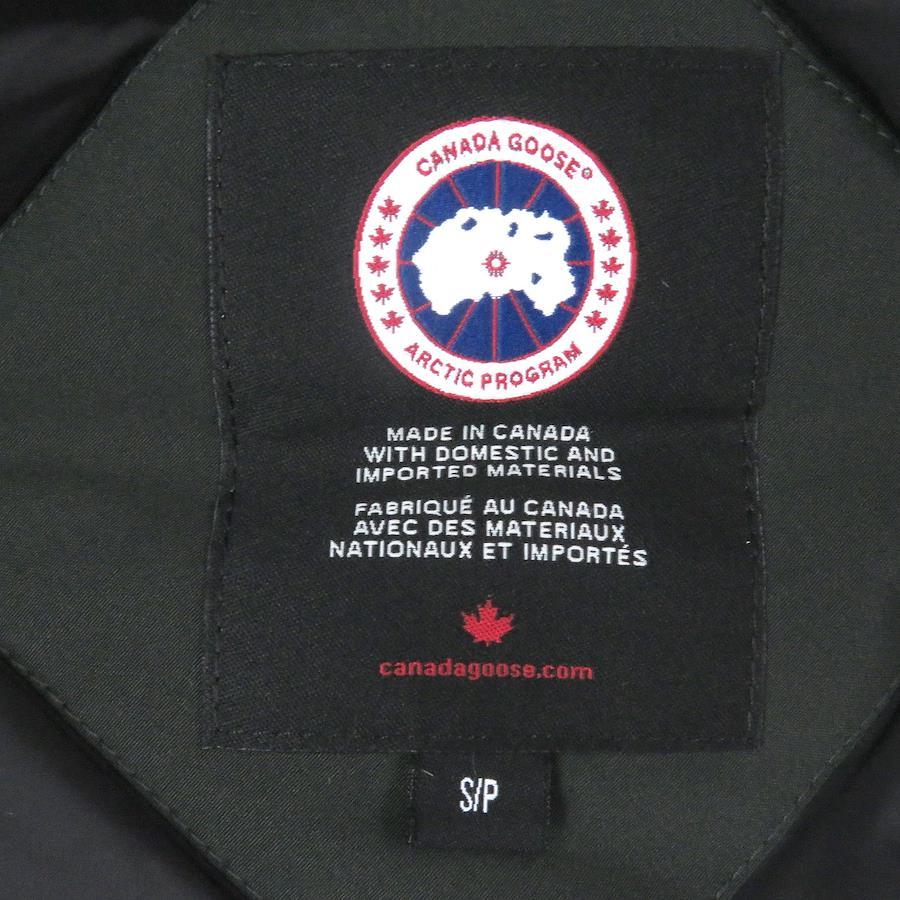 CANADA GOOSE®
ARCTIC PROGRAM
MADE IN CANADA
WITH DOMESTIC AND
IMPORTED MATERIALS
FABRIQUÉ AU CANADA
AVEC DES MATERIAUX
NATIONAUX ET IMPORTÉS
canadagoose.com
S/P